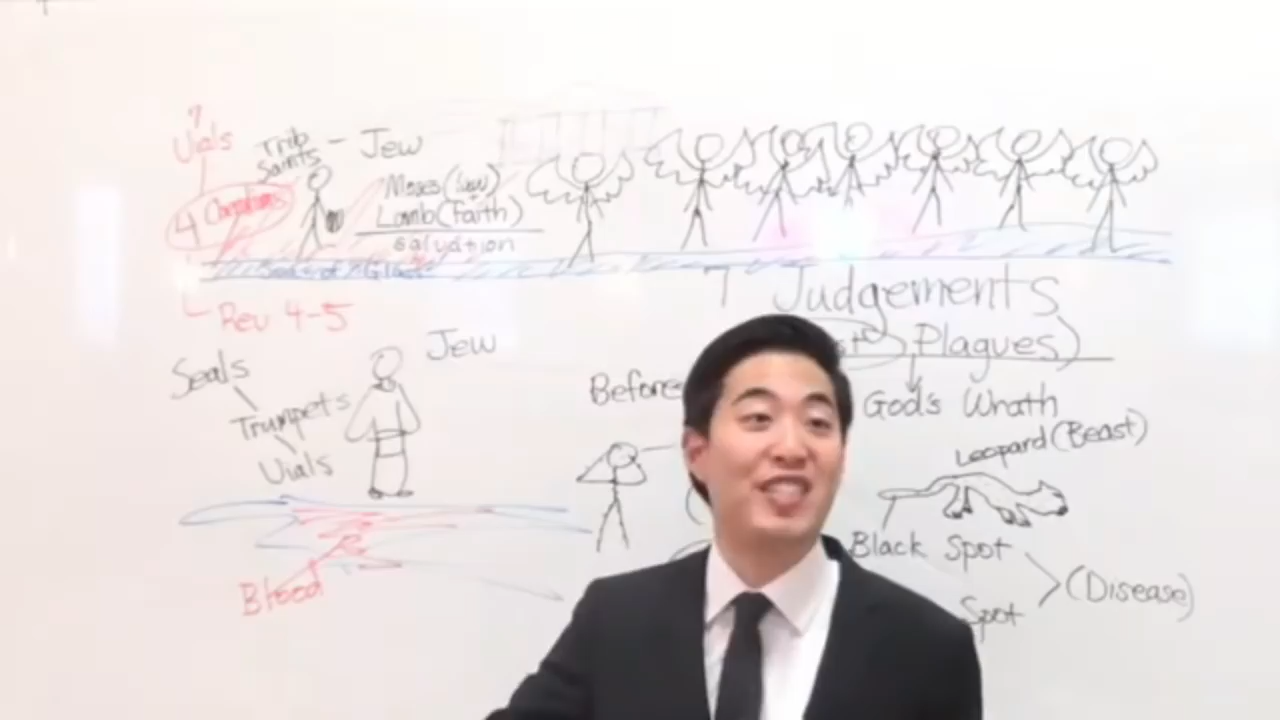 7
Vials
Trib
Saints - Jew
Moses (law)
Lamb (Faith)
salvation
4
Sea of Glass
Rev 4-5
7 Judgements
Plagues)
God's Wrath
Seals
Trumpets
Vials
Jew
Before
Leopard (Beast)
Black Spot
Spot
(Disease)
Blood